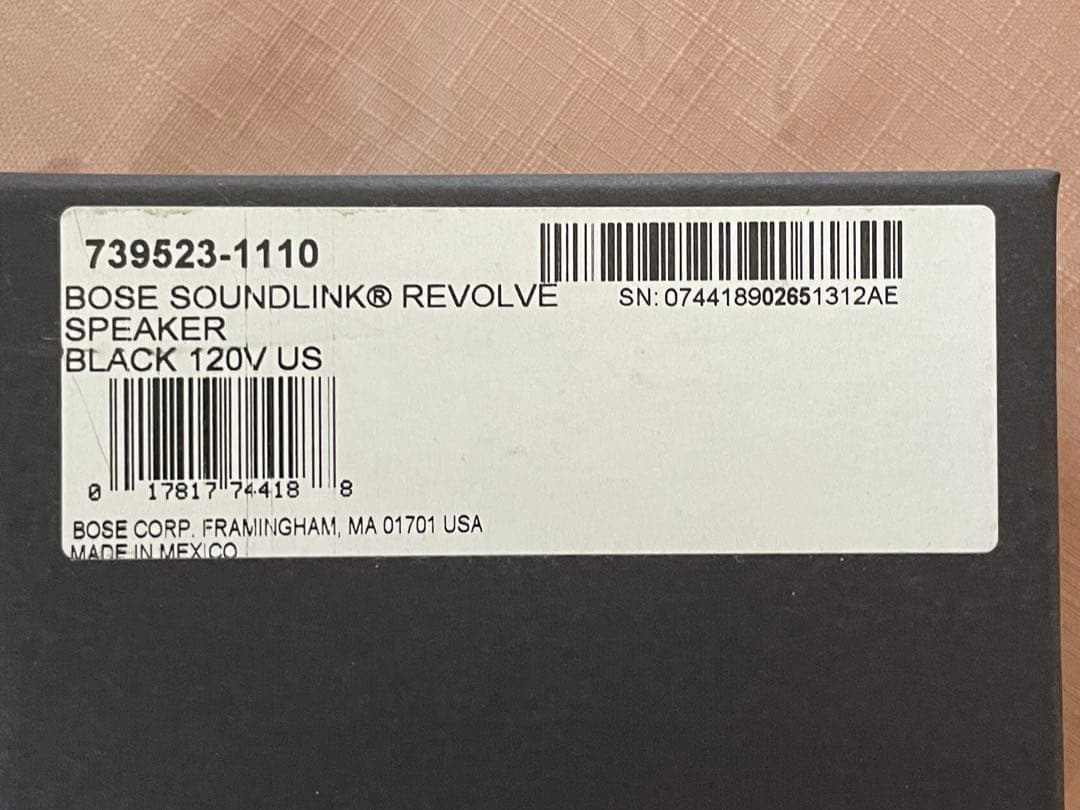 739523-1110
BOSE SOUNDLINK® REVOLVE
SPEAKER
BLACK 120V US
SN: 074418902651312AE
0 17817 74418 8
BOSE CORP. FRAMINGHAM, MA 01701 USA
MADE IN MEXICO